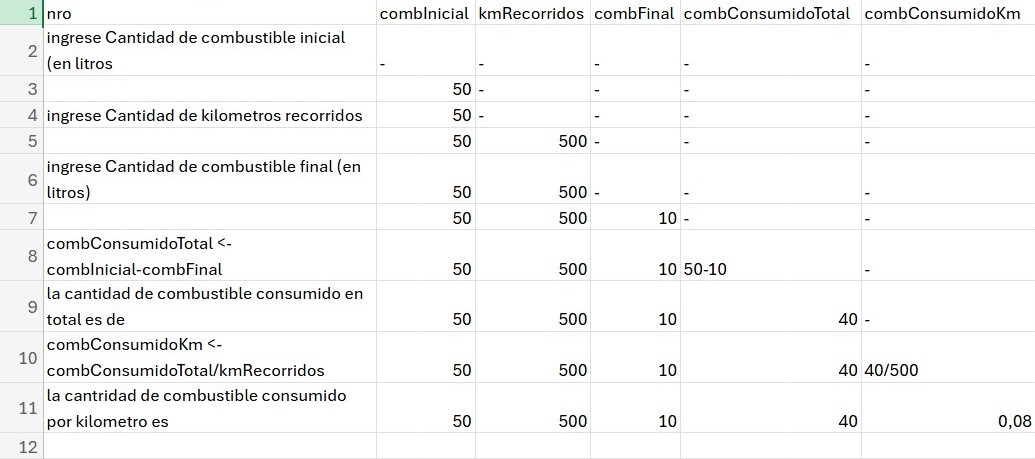 1 nro combInicial kmRecorridos combFinal combConsumidoTotal combConsumidoKm
ingrese Cantidad de combustible inicial
2 (en litros - - - - -
3 50 - - - -
4 ingrese Cantidad de kilometros recorridos 50 - - - -
5 50 500 - - -
ingrese Cantidad de combustible final (en
6 litros) 50 500 - - -
7 50 500 10 - -
combConsumidoTotal <-
8 combInicial-combFinal 50 500 10 50-10 -
la cantidad de combustible consumido en
9 total es de 50 500 10 40 -
combConsumidoKm <-
10 combConsumidoTotal/kmRecorridos 50 500 10 40 40/500
la cantridad de combustible consumido
11 por kilometro es 50 500 10 40 0,08
12